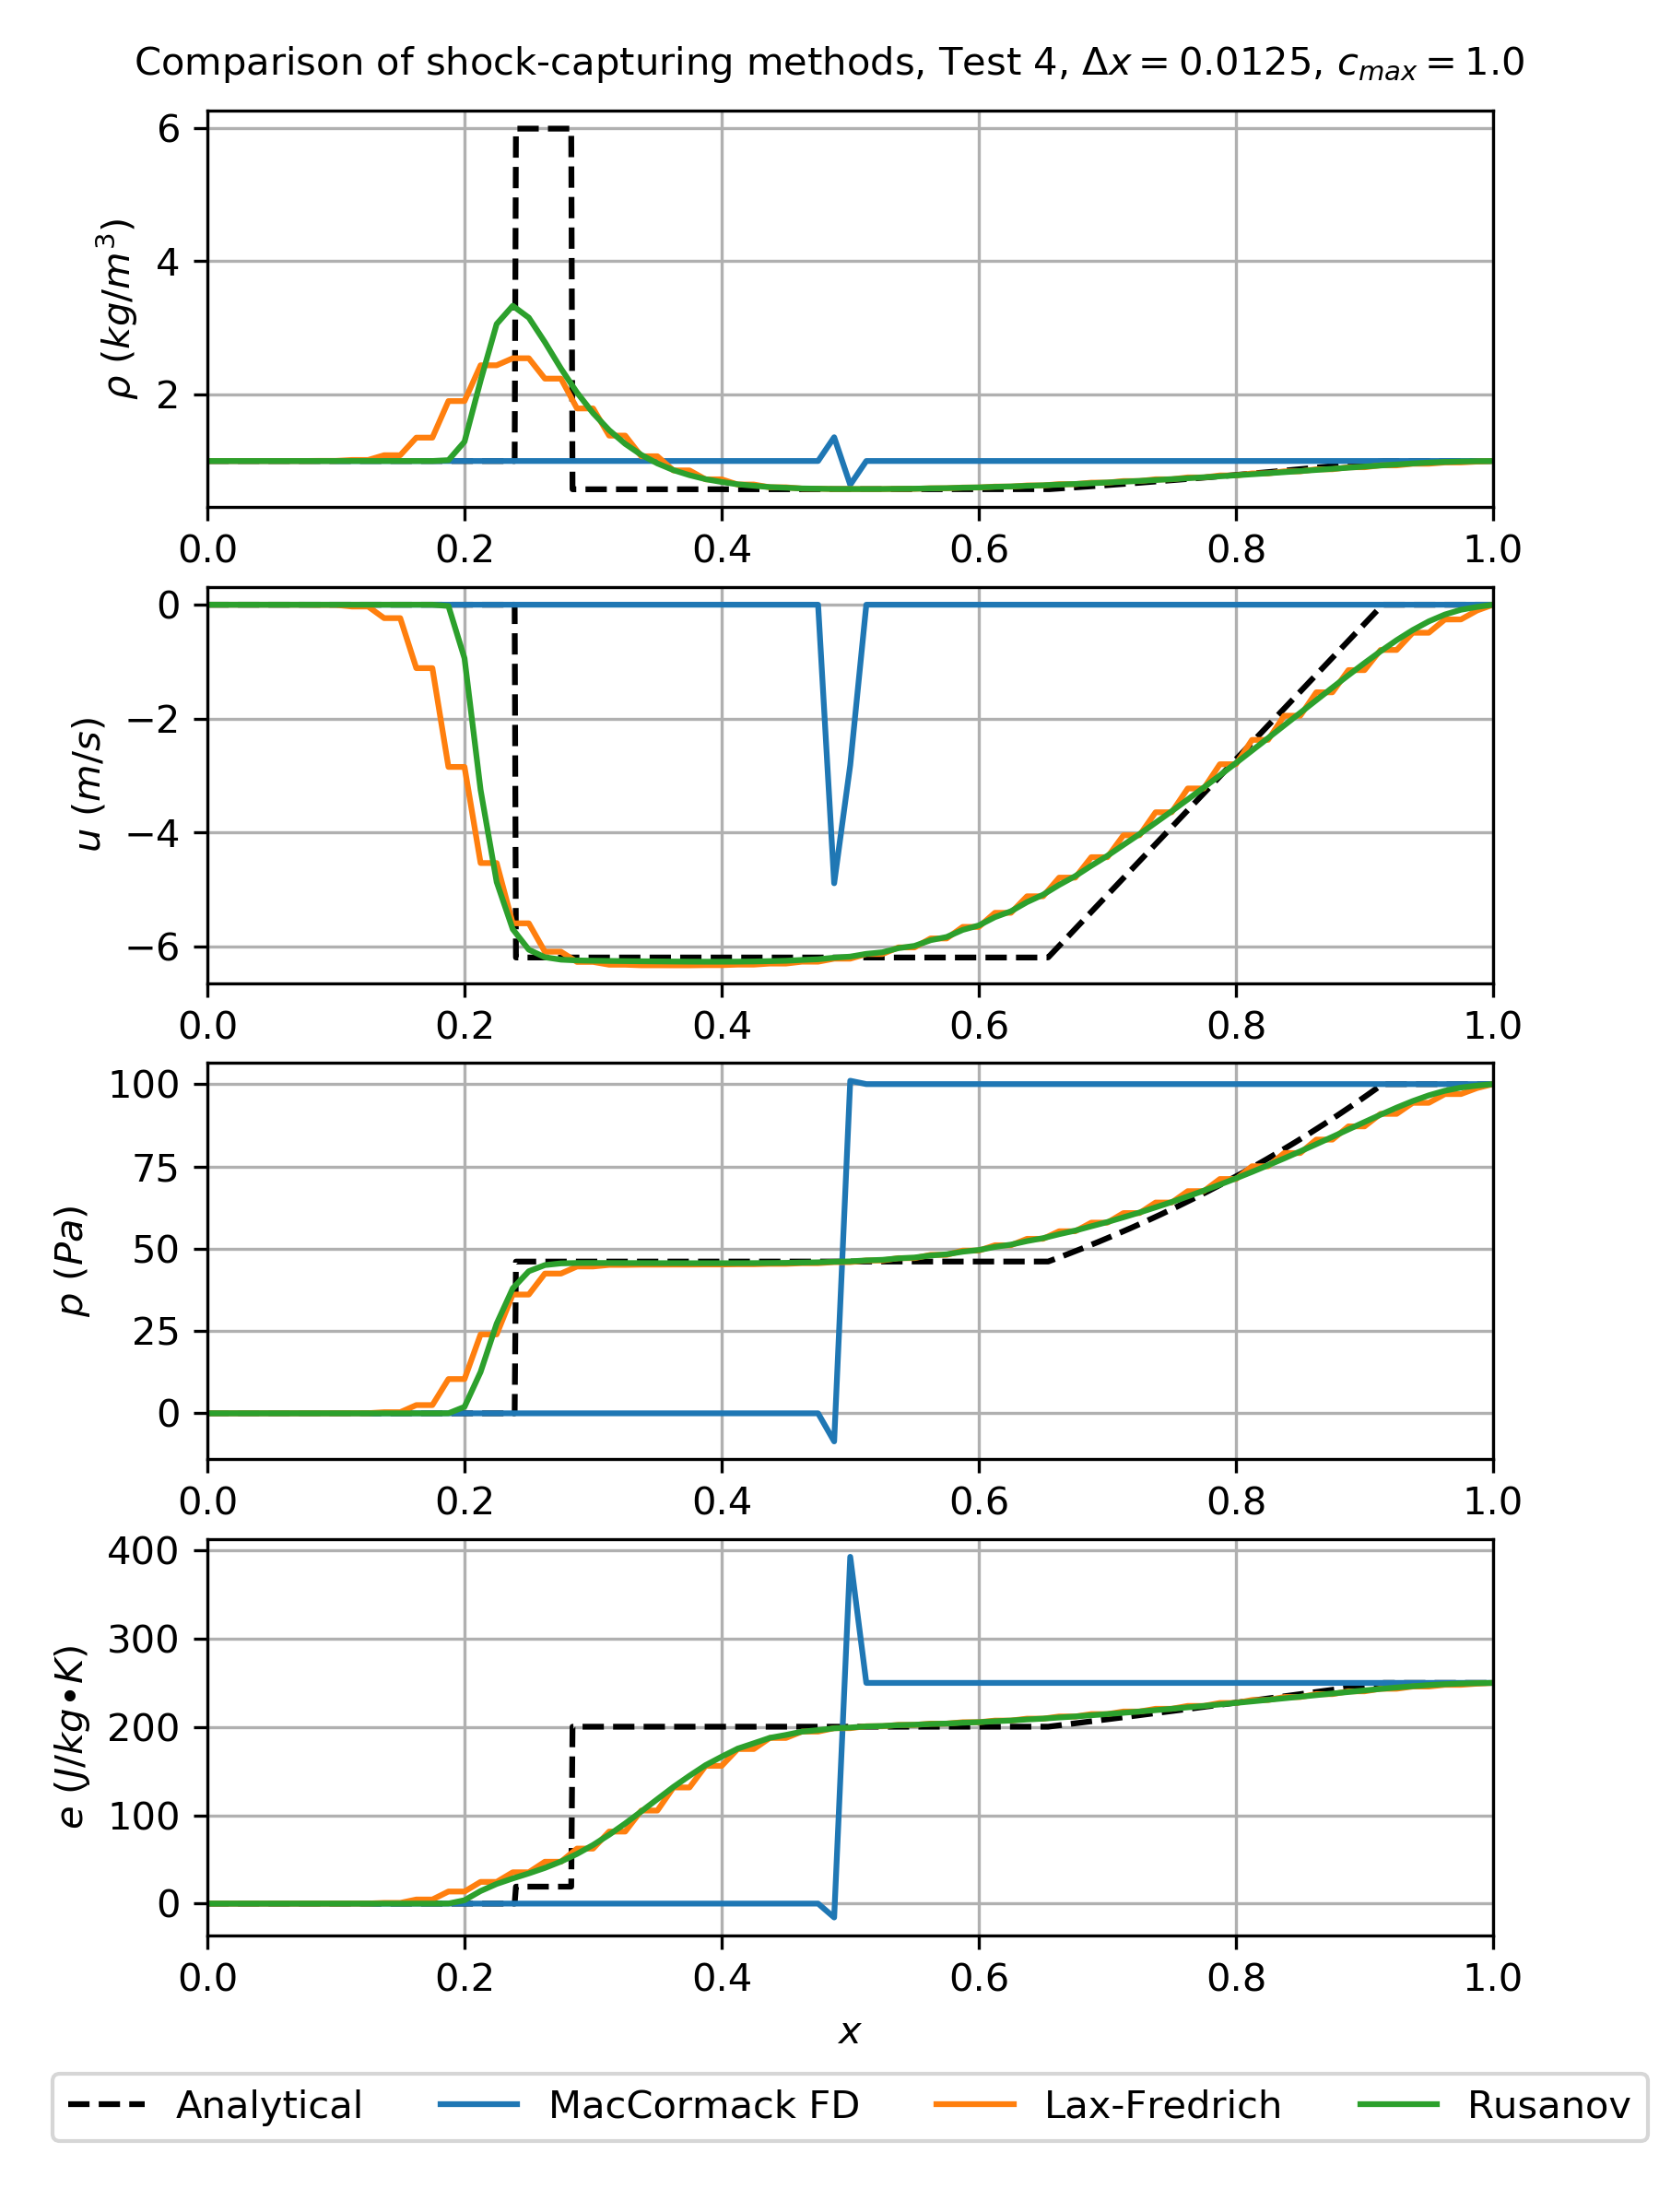 Comparison of shock-capturing methods, Test 4, Δx = 0.0125, c_max = 1.0
ρ (kg/m³)
6
4
2
0.0 0.2 0.4 0.6 0.8 1.0
u (m/s)
0
−2
−4
−6
0.0 0.2 0.4 0.6 0.8 1.0
p (Pa)
100
75
50
25
0
0.0 0.2 0.4 0.6 0.8 1.0
e (J/kg•K)
400
300
200
100
0
0.0 0.2 0.4 0.6 0.8 1.0
x
Analytical MacCormack FD Lax-Fredrich Rusanov